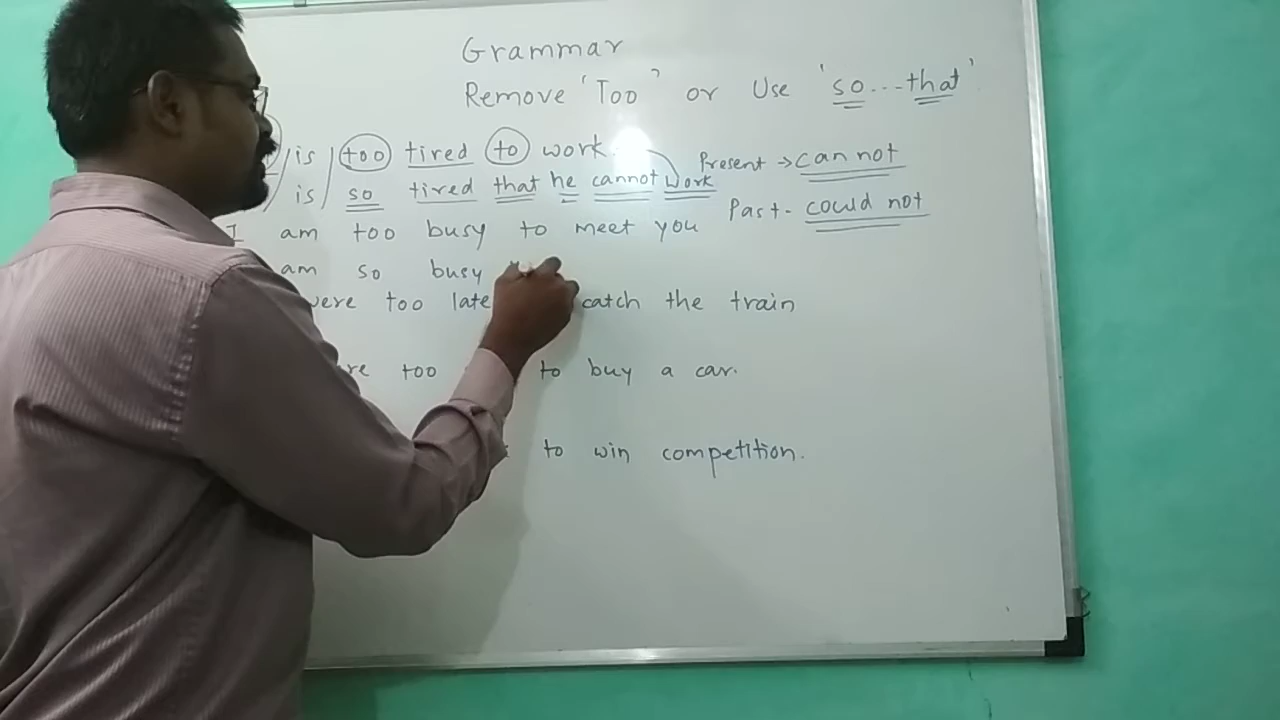 Grammar
Remove 'Too' or Use 'so...that'
is too tired to work.
Present → cannot
is so tired that he cannot work
Past - could not
I am too busy to meet you
am so busy
were too late catch the train
too to buy a car.
to win competition.